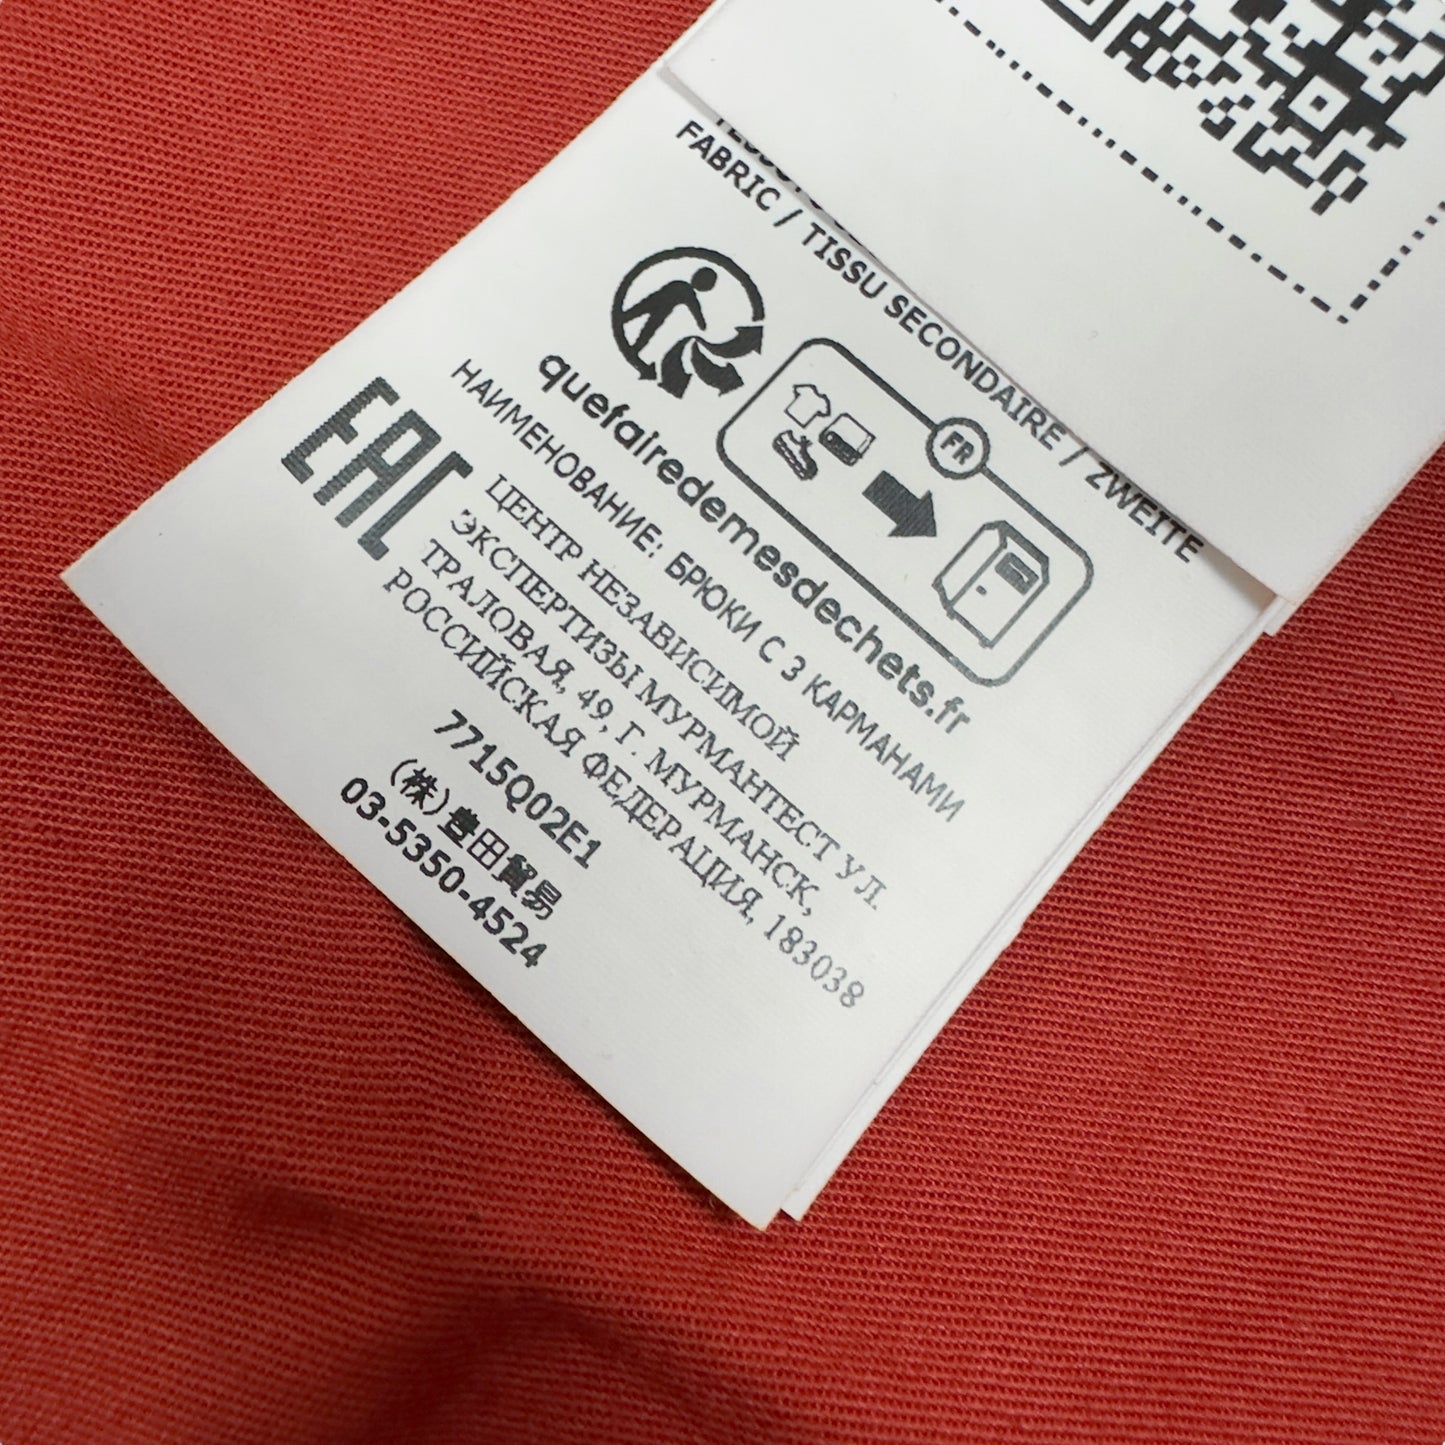 FABRIC / TISSU SECONDAIRE / ZWEITE
FR
quefairedemesdechets.fr
НАИМЕНОВАНИЕ: БРЮКИ С 3 КАРМАНАМИ
EAC
ЦЕНТР НЕЗАВИСИМОЙ
ЭКСПЕРТИЗЫ МУРМАНТЕСТ УЛ.
ТРАЛОВАЯ, 49, Г. МУРМАНСК,
РОССИЙСКАЯ ФЕДЕРАЦИЯ, 183038
7715Q02E1
(株)豊田貿易
03-5350-4524